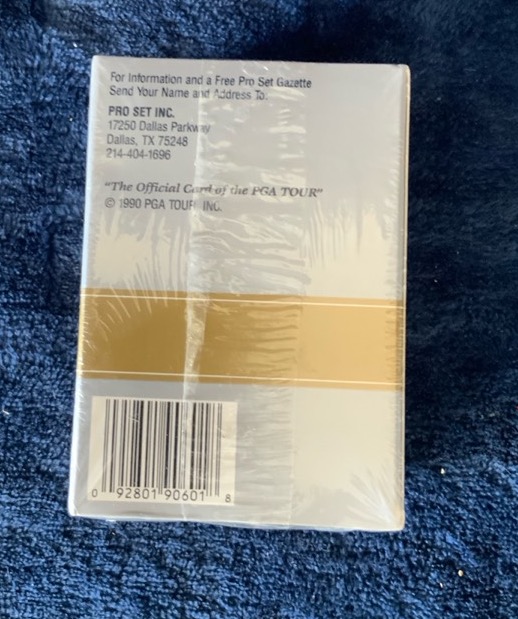 For Information and a Free Pro Set Gazette
Send Your Name and Address To:
PRO SET INC.
17250 Dallas Parkway
Dallas, TX 75248
214-404-1696
"The Official Card of the PGA TOUR"
© 1990 PGA TOUR, INC.
0 92801 90601 8